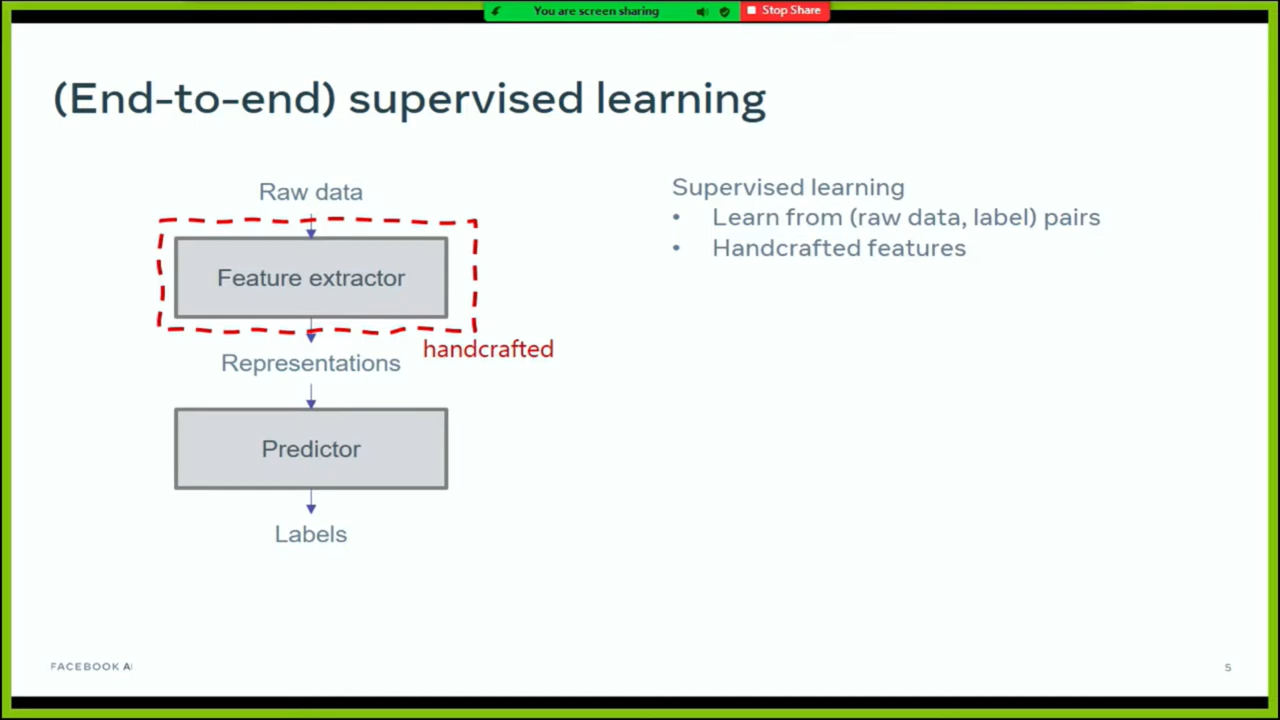 You are screen sharing
Stop Share
(End-to-end) supervised learning
Raw data
Feature extractor
handcrafted
Representations
Predictor
Labels
Supervised learning
• Learn from (raw data, label) pairs
• Handcrafted features
FACEBOOK AI
5